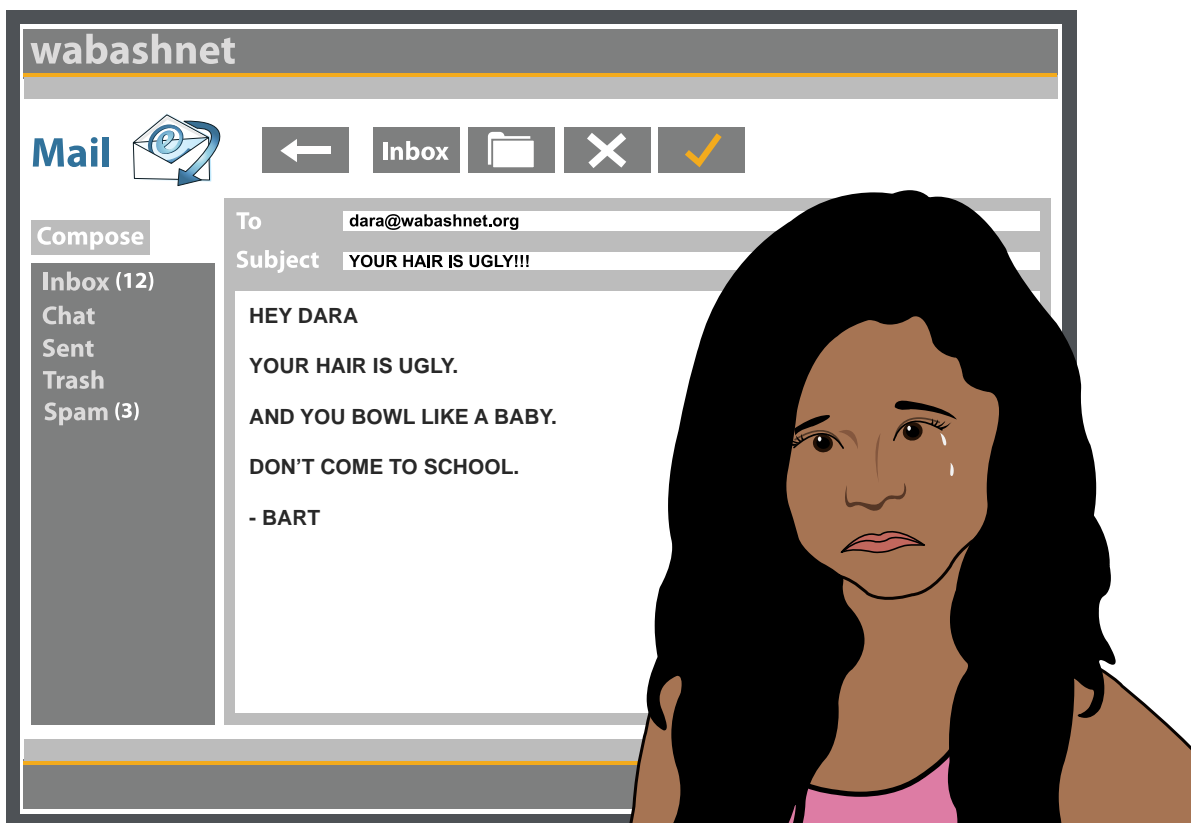 wabashnet
Mail
e
Inbox
Compose
Inbox (12)
Chat
Sent
Trash
Spam (3)
To dara@wabashnet.org
Subject YOUR HAIR IS UGLY!!!
HEY DARA
YOUR HAIR IS UGLY.
AND YOU BOWL LIKE A BABY.
DON’T COME TO SCHOOL.
- BART